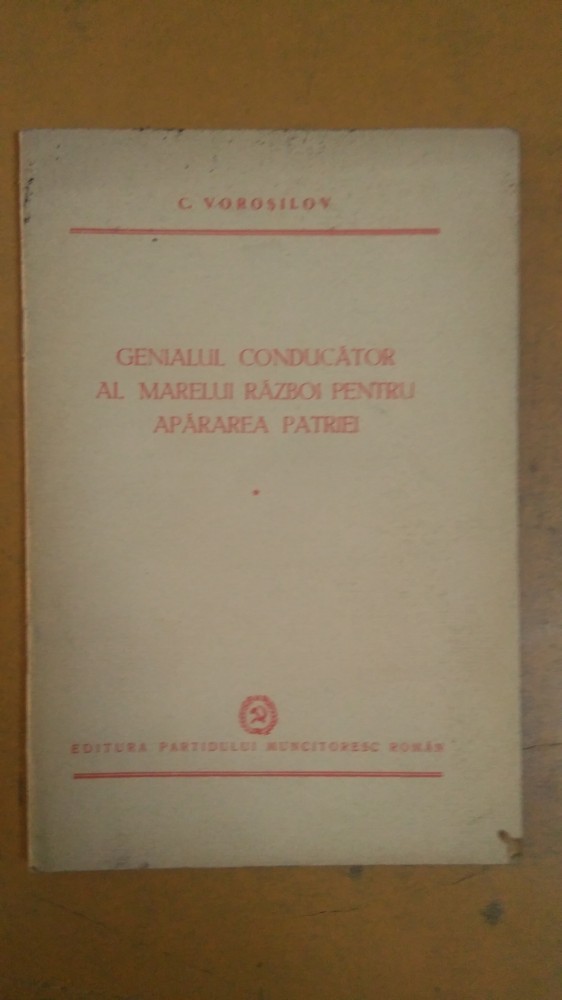 C. VOROȘILOV
GENIALUL CONDUCĂTOR
AL MARELUI RĂZBOI PENTRU
APĂRAREA PATRIEI
EDITURA PARTIDULUI MUNCITORESC ROMÂN